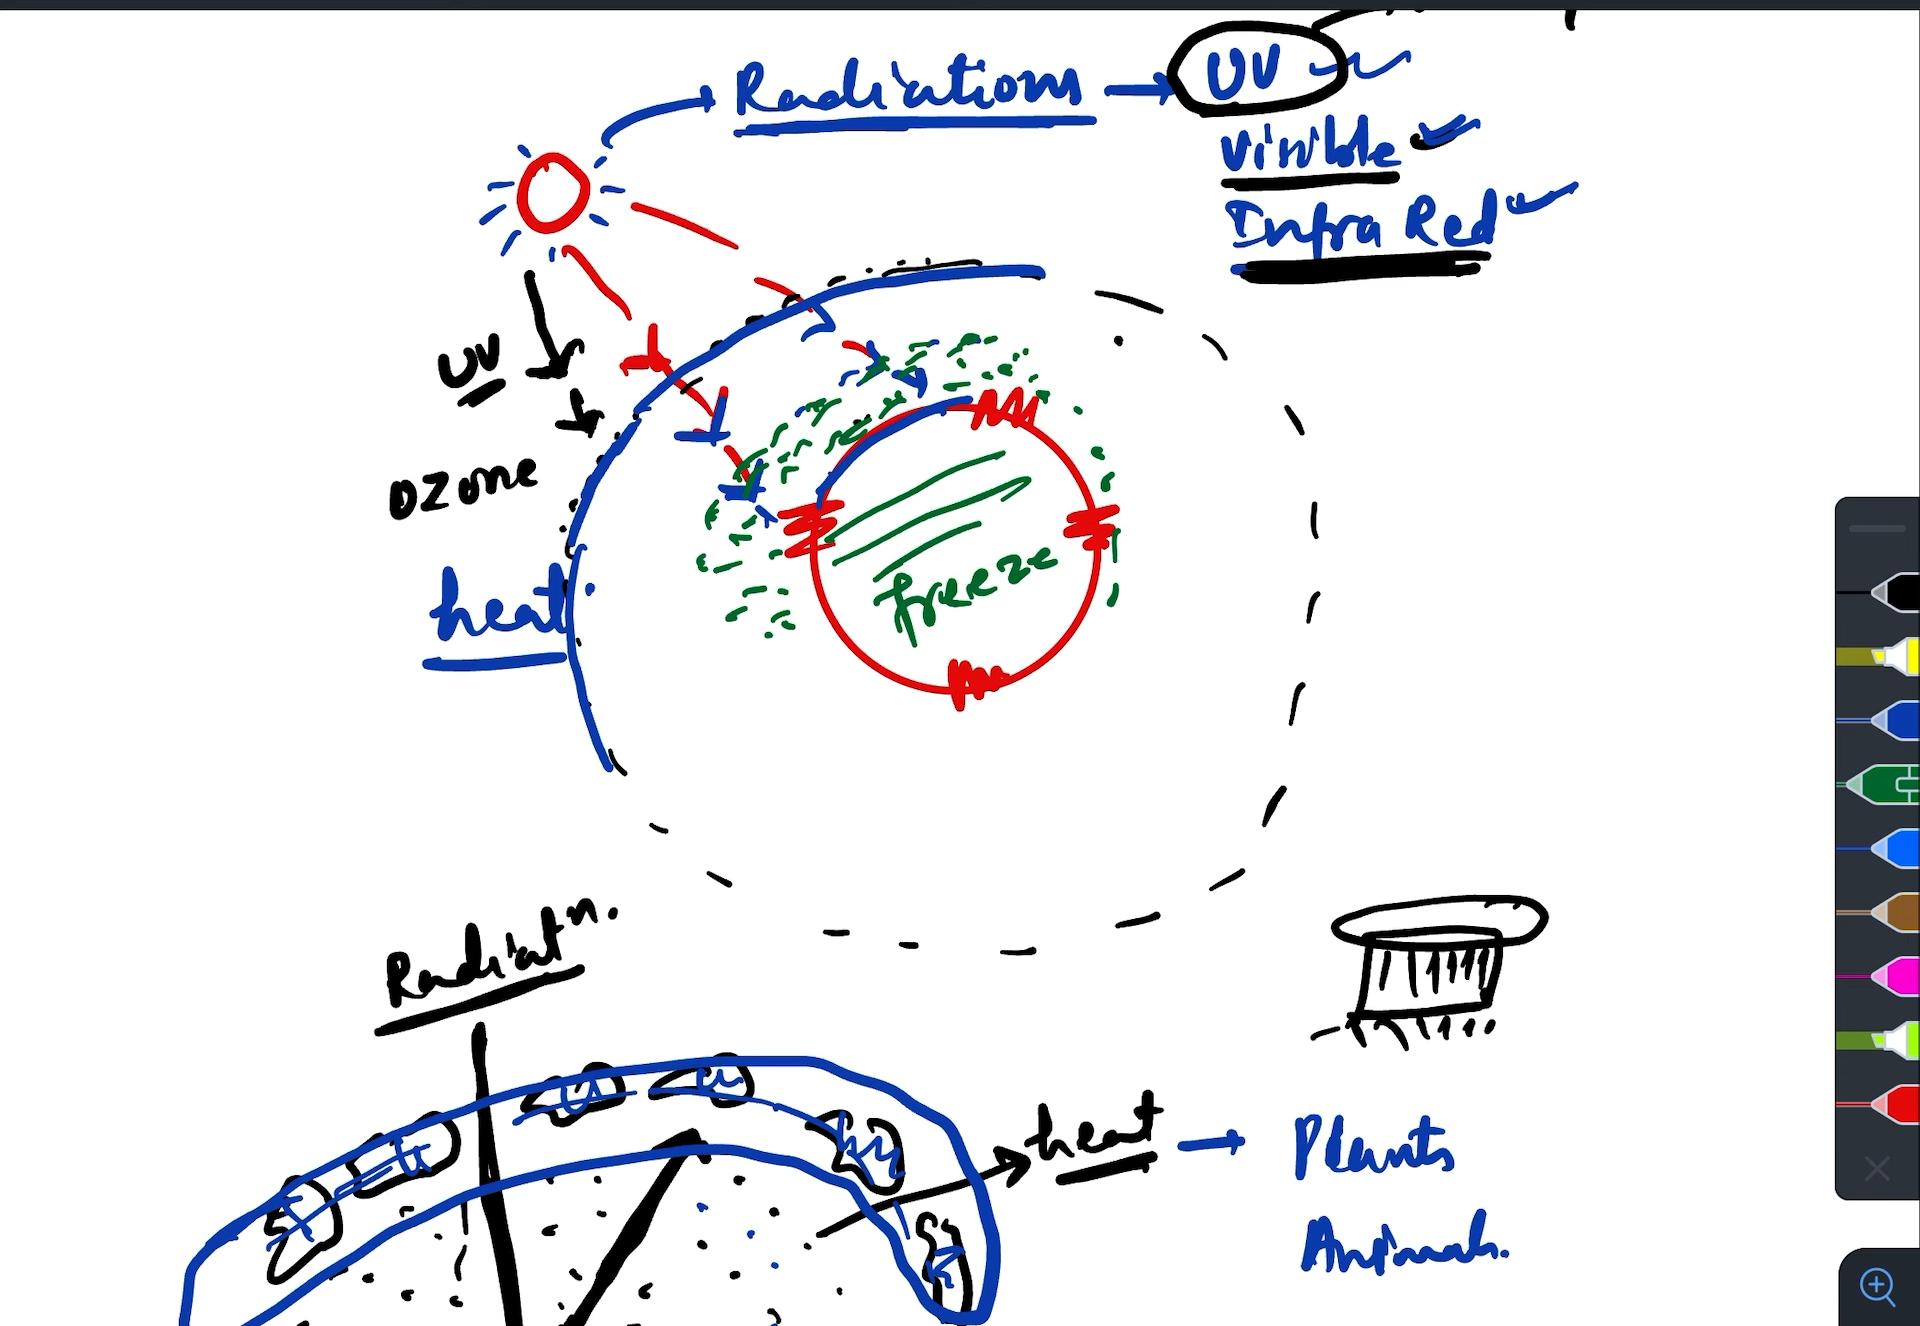 Radiations → UV
Visible
Infra Red
UV
Ozone
heat
freeze
Radiatn.
heat → Plants
Animals.